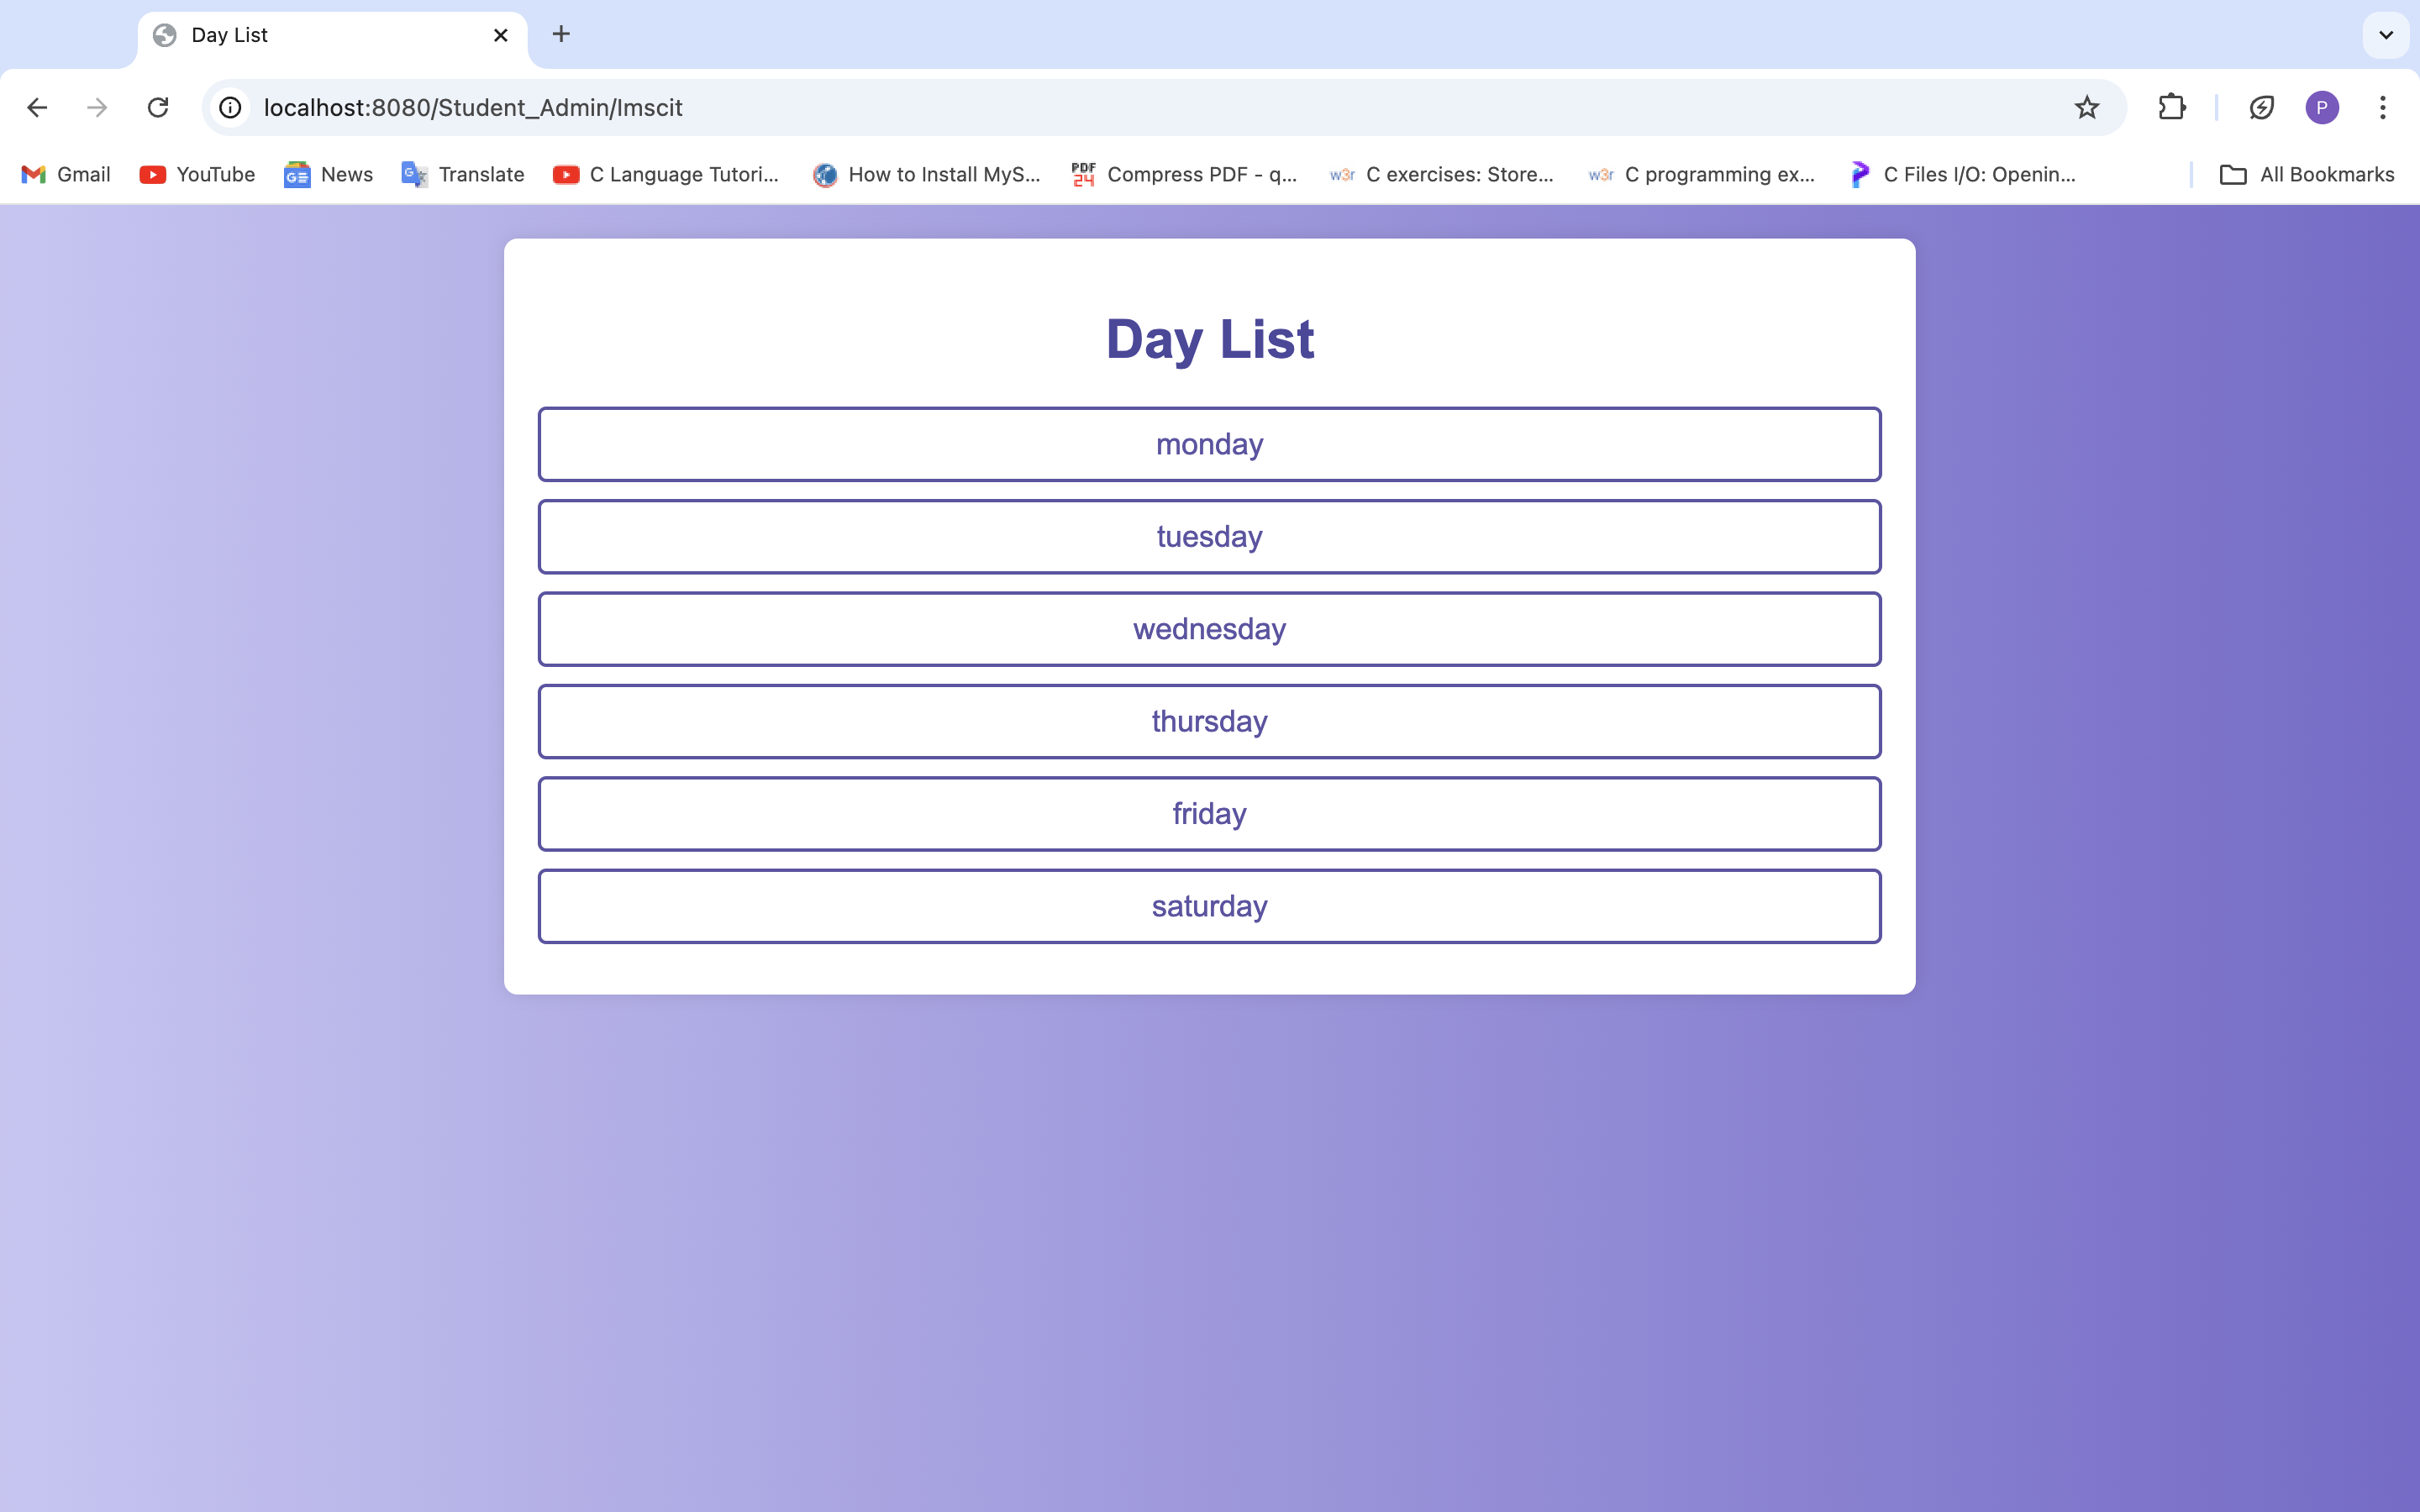 Day List
localhost:8080/Student_Admin/Imscit
P
Gmail YouTube News Translate C Language Tutori... How to Install MyS... Compress PDF - q... C exercises: Store... C programming ex... C Files I/O: Openin... All Bookmarks
Day List
monday
tuesday
wednesday
thursday
friday
saturday